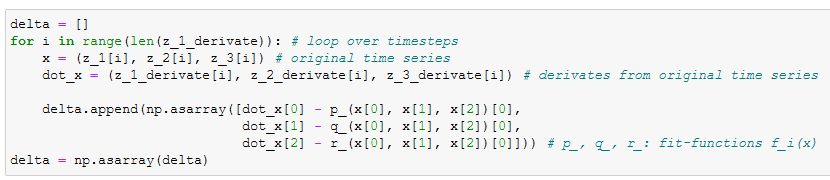 delta = []
for i in range(len(z_1_derivate)): # loop over timesteps
    x = (z_1[i], z_2[i], z_3[i]) # original time series
    dot_x = (z_1_derivate[i], z_2_derivate[i], z_3_derivate[i]) # derivates from original time series

    delta.append(np.asarray([dot_x[0] - p_(x[0], x[1], x[2])[0],
                             dot_x[1] - q_(x[0], x[1], x[2])[0],
                             dot_x[2] - r_(x[0], x[1], x[2])[0]])) # p_, q_, r_: fit-functions f_i(x)
delta = np.asarray(delta)